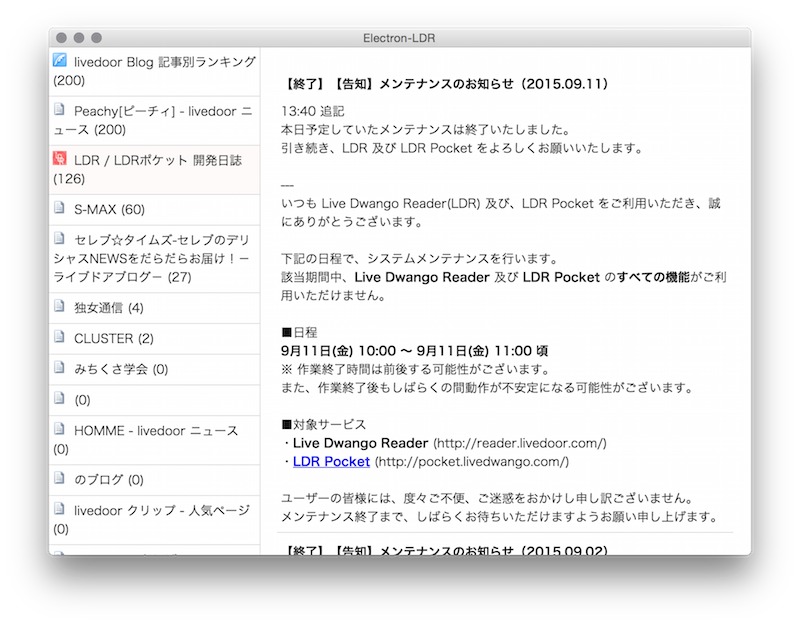 Electron-LDR
livedoor Blog 記事別ランキング
(200)
Peachy[ピーチィ] - livedoor ニ
ュース (200)
LDR / LDRポケット 開発日誌
(126)
S-MAX (60)
セレブ☆タイムズ-セレブのデリ
シャスNEWSをだらだらお届け！－
ライブドアブログ－ (27)
独女通信 (4)
CLUSTER (2)
みちくさ学会 (0)
(0)
HOMME - livedoor ニュース
(0)
のブログ (0)
livedoor クリップ - 人気ページ
(0)
【終了】【告知】メンテナンスのお知らせ（2015.09.11）
13:40 追記
本日予定していたメンテナンスは終了いたしました。
引き続き、LDR 及び LDR Pocket をよろしくお願いいたします。
---
いつも Live Dwango Reader(LDR) 及び、LDR Pocket をご利用いただき、誠
にありがとうございます。
下記の日程で、システムメンテナンスを行います。
該当期間中、Live Dwango Reader 及び LDR Pocket のすべての機能がご利
用いただけません。
■日程
9月11日(金) 10:00 〜 9月11日(金) 11:00 頃
※ 作業終了時間は前後する可能性がございます。
また、作業終了後もしばらくの間動作が不安定になる可能性がございます。
■対象サービス
・Live Dwango Reader (http://reader.livedoor.com/)
・LDR Pocket (http://pocket.livedwango.com/)
ユーザーの皆様には、度々ご不便、ご迷惑をおかけし申し訳ございません。
メンテナンス終了まで、しばらくお待ちいただけますようお願い申し上げます。
【終了】【告知】メンテナンスのお知らせ（2015.09.02）